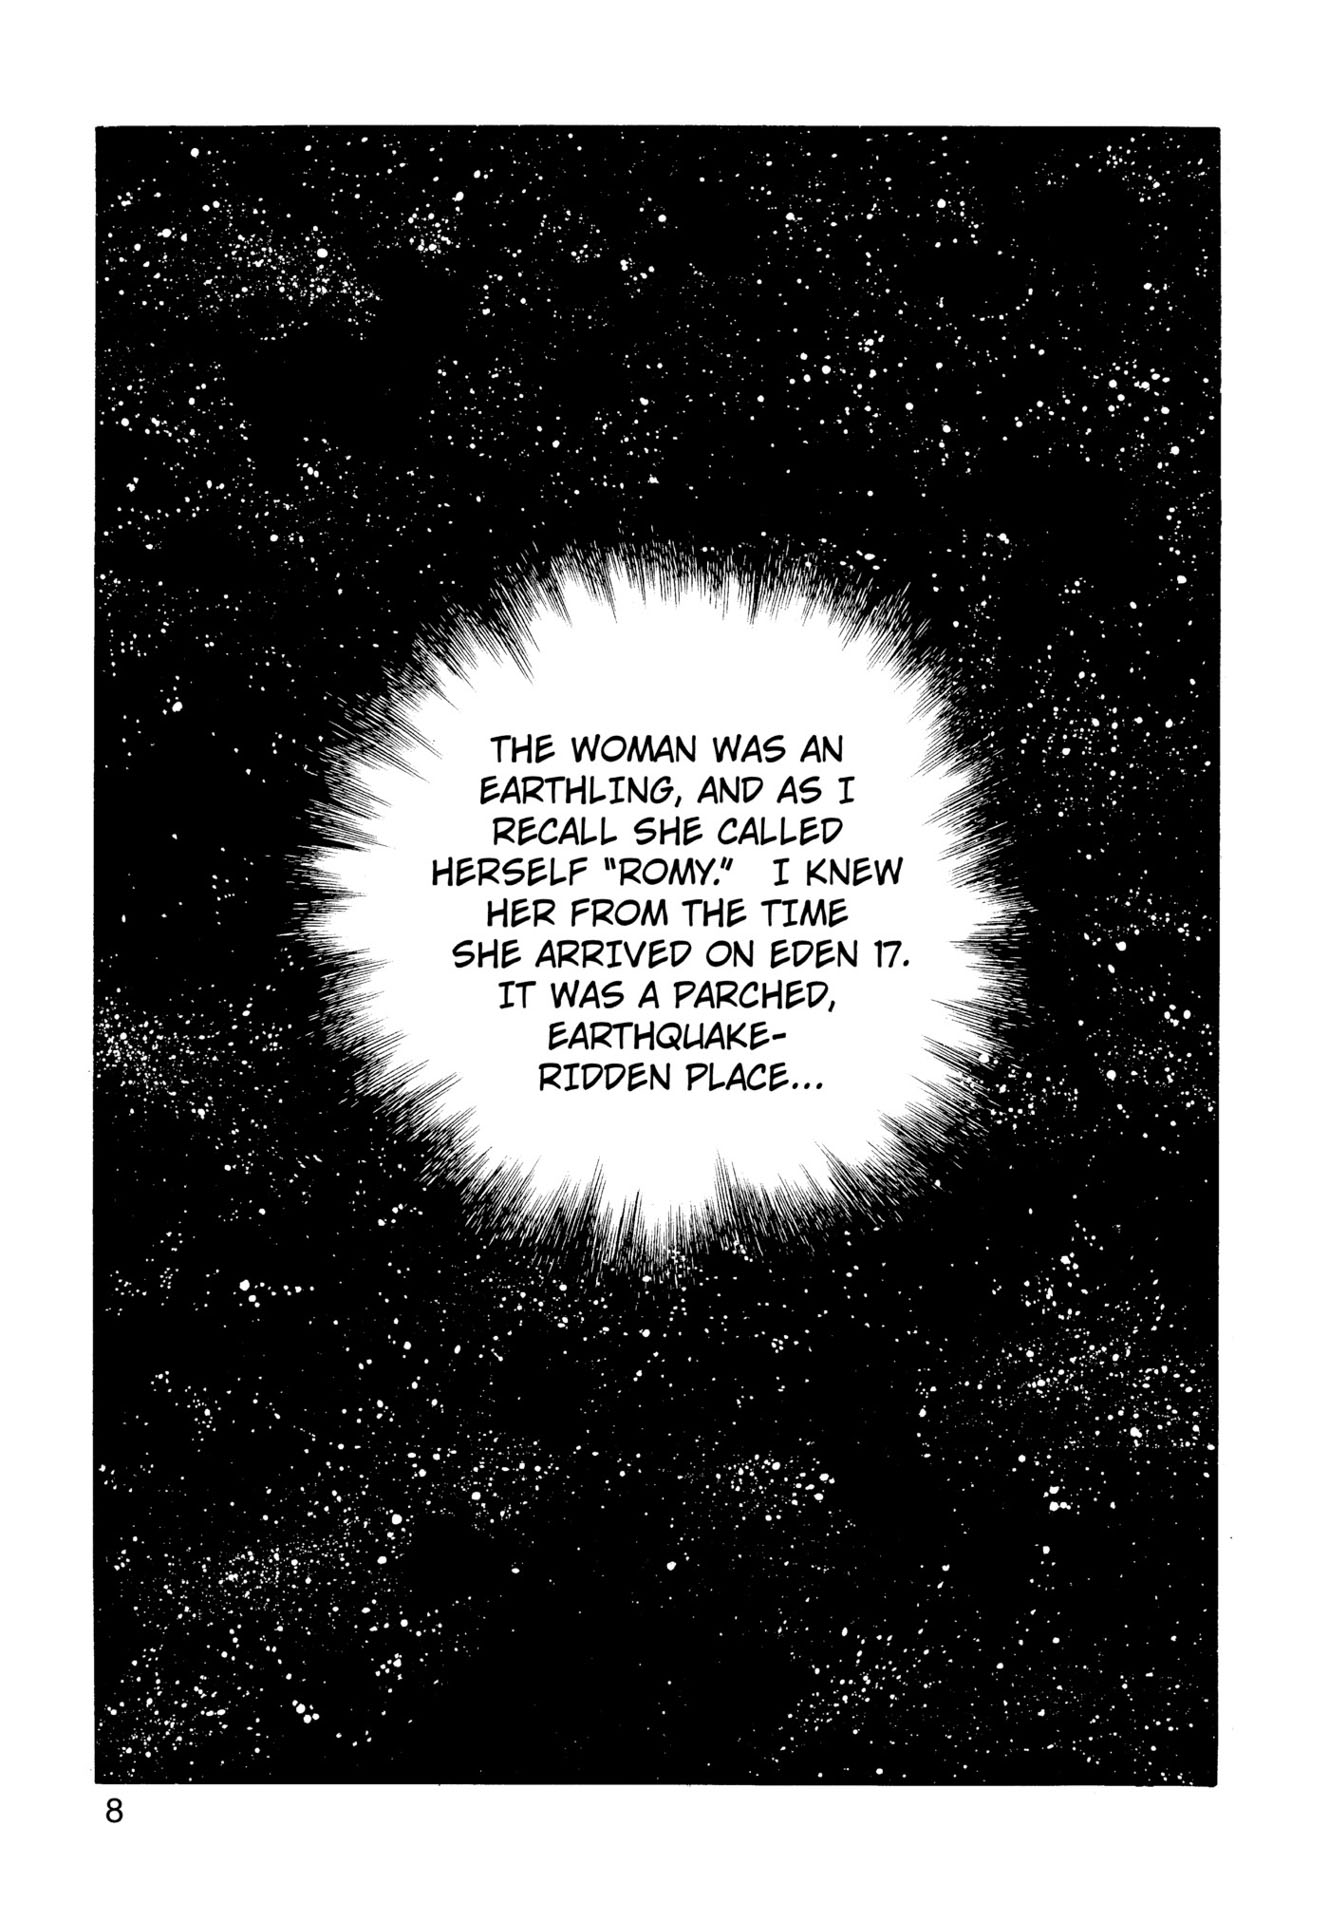 THE WOMAN WAS AN
EARTHLING, AND AS I
RECALL SHE CALLED
HERSELF "ROMY." I KNEW
HER FROM THE TIME
SHE ARRIVED ON EDEN 17.
IT WAS A PARCHED,
EARTHQUAKE-
RIDDEN PLACE...
8